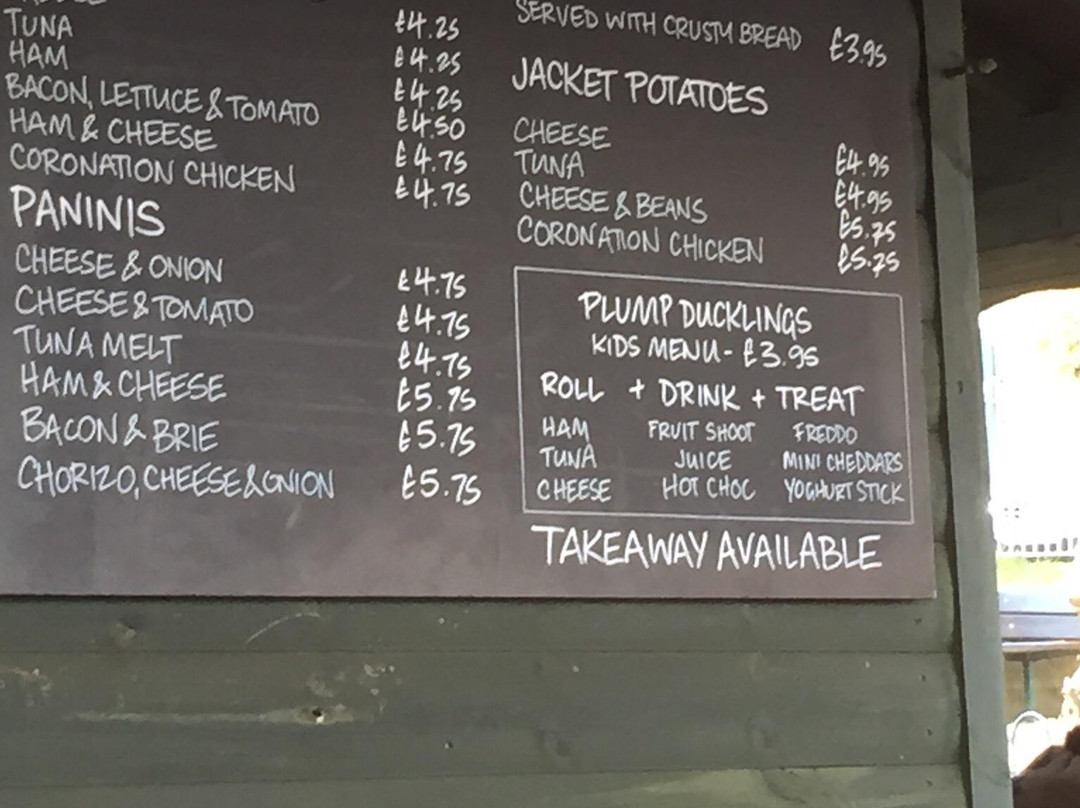 £4.25
TUNA £4.25
HAM £4.25
BACON, LETTUCE & TOMATO £4.50
HAM & CHEESE £4.75
CORONATION CHICKEN £4.75
PANINIS
CHEESE & ONION £4.75
CHEESE & TOMATO £4.75
TUNA MELT £4.75
HAM & CHEESE £5.75
BACON & BRIE £5.75
CHORIZO, CHEESE & ONION £5.75
SERVED WITH CRUSTY BREAD £3.95
JACKET POTATOES
CHEESE £4.95
TUNA £4.95
CHEESE & BEANS £5.75
CORONATION CHICKEN £5.75
PLUMP DUCKLINGS
KIDS MENU - £3.95
ROLL + DRINK + TREAT
HAM FRUIT SHOOT FREDDO
TUNA JUICE MINI CHEDDARS
CHEESE HOT CHOC YOGHURT STICK
TAKEAWAY AVAILABLE